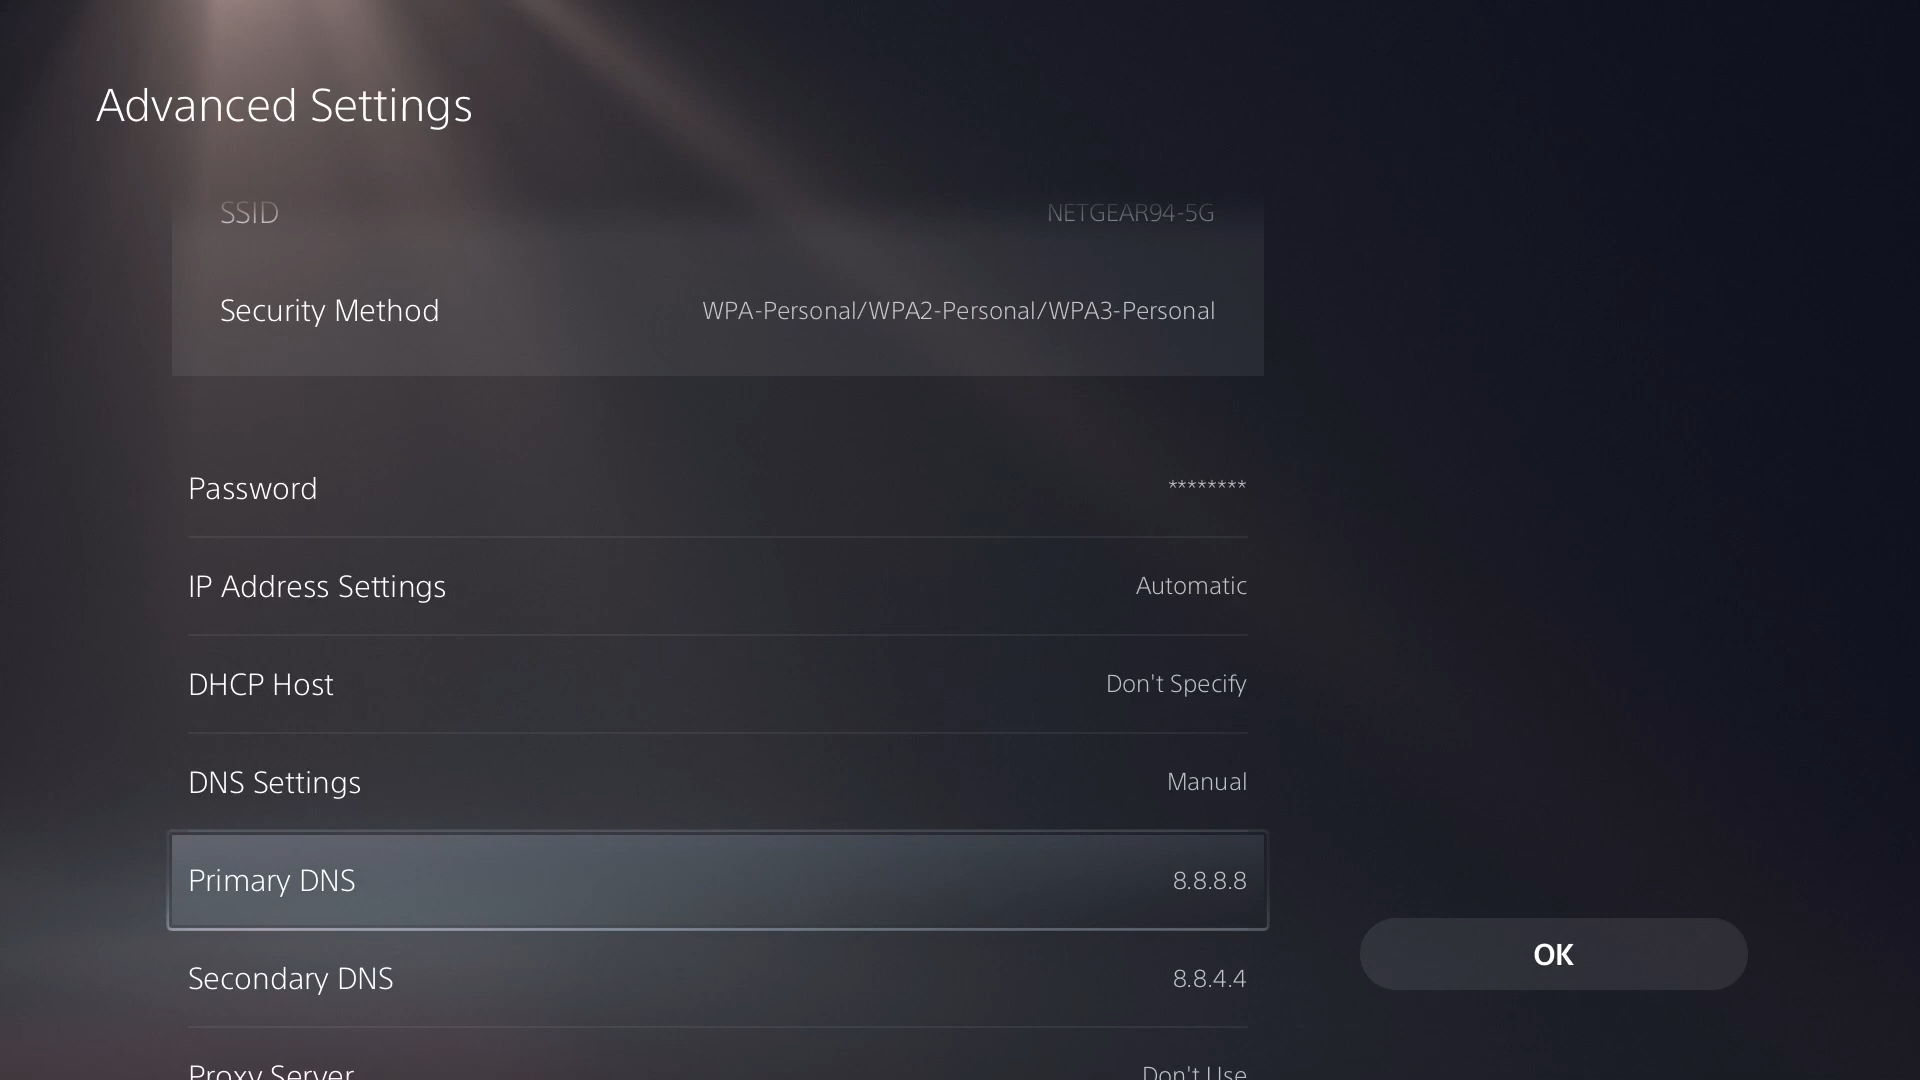 Advanced Settings
SSID NETGEAR94-5G
Security Method WPA-Personal/WPA2-Personal/WPA3-Personal
Password ********
IP Address Settings Automatic
DHCP Host Don't Specify
DNS Settings Manual
Primary DNS 8.8.8.8
OK
Secondary DNS 8.8.4.4
Proxy Server Don't Use